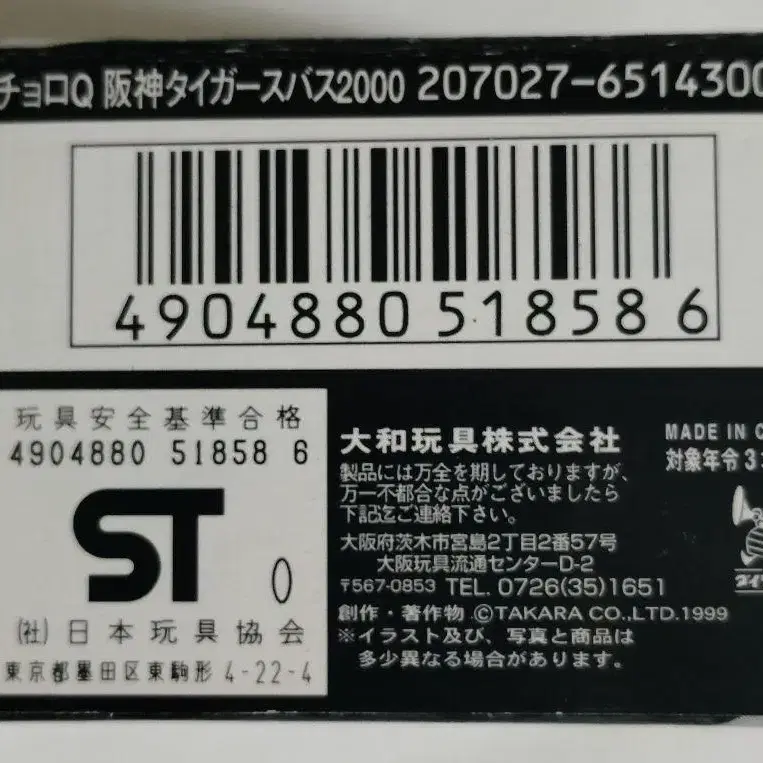 チョロQ 阪神タイガースバス2000 207027-6514300
4904880 51858 6
玩具安全基準合格
4904880 51858 6
ST
0
(社)日本玩具協会
東京都墨田区東駒形 4-22-4
大和玩具株式会社
製品には万全を期しておりますが、
万一不都合な点がございましたら
下記迄ご連絡下さい。
大阪府茨木市宮島2丁目2番57号
大阪玩具流通センターD-2
〒567-0853 TEL. 0726(35)1651
創作・著作物 ©TAKARA CO.,LTD.1999
※イラスト及び、写真と商品は
多少異なる場合があります。
MADE IN C
対象年令3